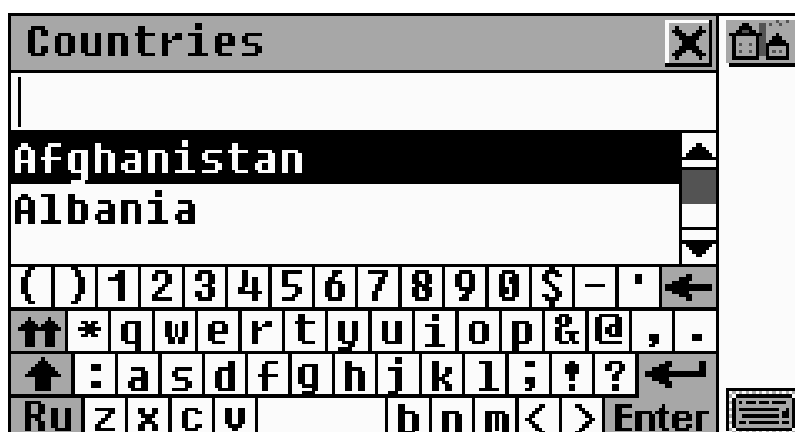 Countries
Afghanistan
Albania
( ) 1 2 3 4 5 6 7 8 9 0 $ - '
* q w e r t y u i o p & @ , .
: a s d f g h j k l ; ! ?
Ru z x c v b n m < > Enter